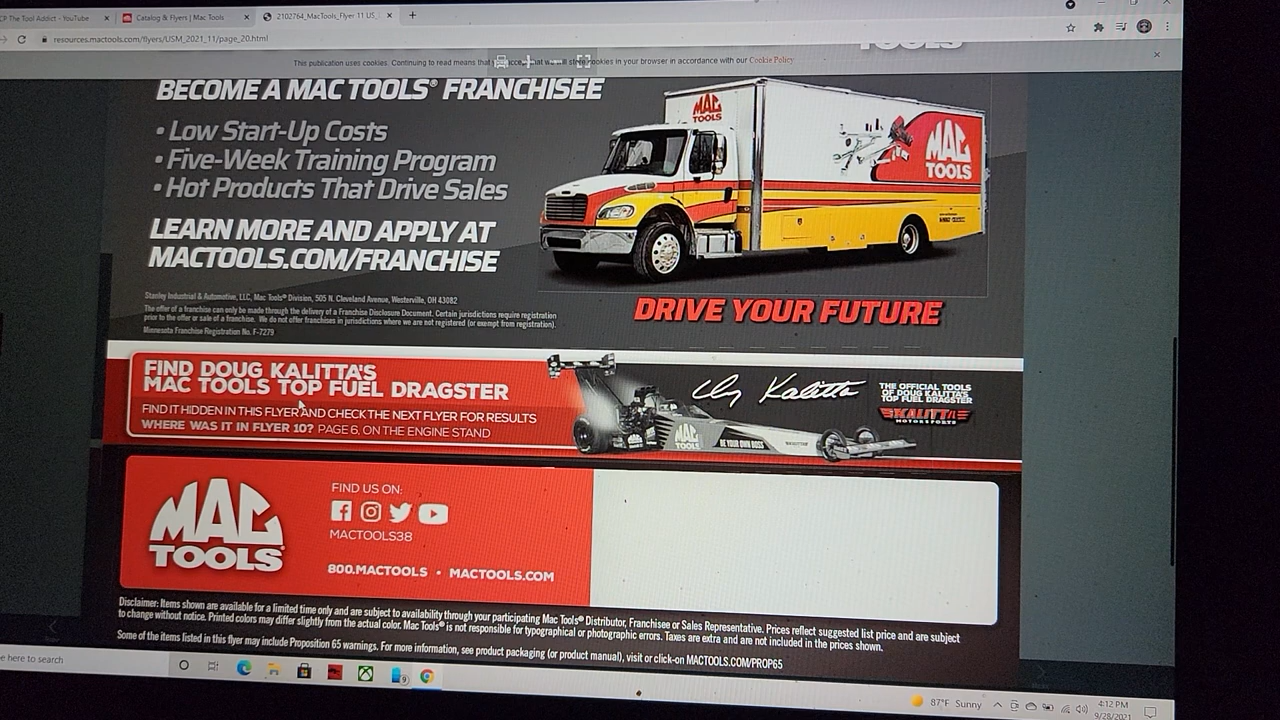 CP The Tool Addict - YouTube
Catalog & Flyers | Mac Tools
2102764_MacTools_Flyer 11 US_
resources.mactools.com/flyers/USM_2021_11/page_20.html
TOOLS
This publication uses cookies. Continuing to read means that store cookies in your browser in accordance with our Cookie Policy
BECOME A MAC TOOLS® FRANCHISEE
• Low Start-Up Costs
• Five-Week Training Program
• Hot Products That Drive Sales
LEARN MORE AND APPLY AT
MACTOOLS.COM/FRANCHISE
MAC
TOOLS
MAC
TOOLS
Stanley Industrial & Automotive, LLC, Mac Tools® Division, 505 N. Cleveland Avenue, Westerville, OH 43082
The offer of a franchise can only be made through the delivery of a Franchise Disclosure Document. Certain jurisdictions require registration
prior to the offer or sale of a franchise. We do not offer franchises in jurisdictions where we are not registered (or exempt from registration).
Minnesota Franchise Registration No. F-7279
DRIVE YOUR FUTURE
FIND DOUG KALITTA'S
MAC TOOLS TOP FUEL DRAGSTER
FIND IT HIDDEN IN THIS FLYER AND CHECK THE NEXT FLYER FOR RESULTS
WHERE WAS IT IN FLYER 10? PAGE 6, ON THE ENGINE STAND
MAC
TOOLS
BE YOUR OWN BOSS
Kalitta
THE OFFICIAL TOOLS
OF DOUG KALITTA'S
TOP FUEL DRAGSTER
KALITTA
MOTORSPORTS
MAC
TOOLS
FIND US ON:
MACTOOLS38
800.MACTOOLS • MACTOOLS.COM
Disclaimer: Items shown are available for a limited time only and are subject to availability through your participating Mac Tools® Distributor, Franchisee or Sales Representative. Prices reflect suggested list price and are subject
to change without notice. Printed colors may differ slightly from the actual color. Mac Tools® is not responsible for typographical or photographic errors. Taxes are extra and are not included in the prices shown.
Some of the items listed in this flyer may include Proposition 65 warnings. For more information, see product packaging (or product manual), visit or click-on MACTOOLS.COM/PROP65
e here to search
87°F Sunny
4:12 PM
9/28/2021